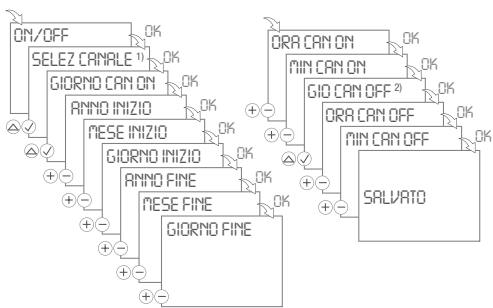 ON/OFF
OK
SELEZ CANALE 1)
OK
GIORNO CAN ON
OK
ANNO INIZIO
OK
MESE INIZIO
OK
GIORNO INIZIO
OK
ANNO FINE
OK
MESE FINE
OK
GIORNO FINE
ORA CAN ON
OK
MIN CAN ON
OK
GIO CAN OFF 2)
OK
ORA CAN OFF
OK
MIN CAN OFF
OK
SALVATO